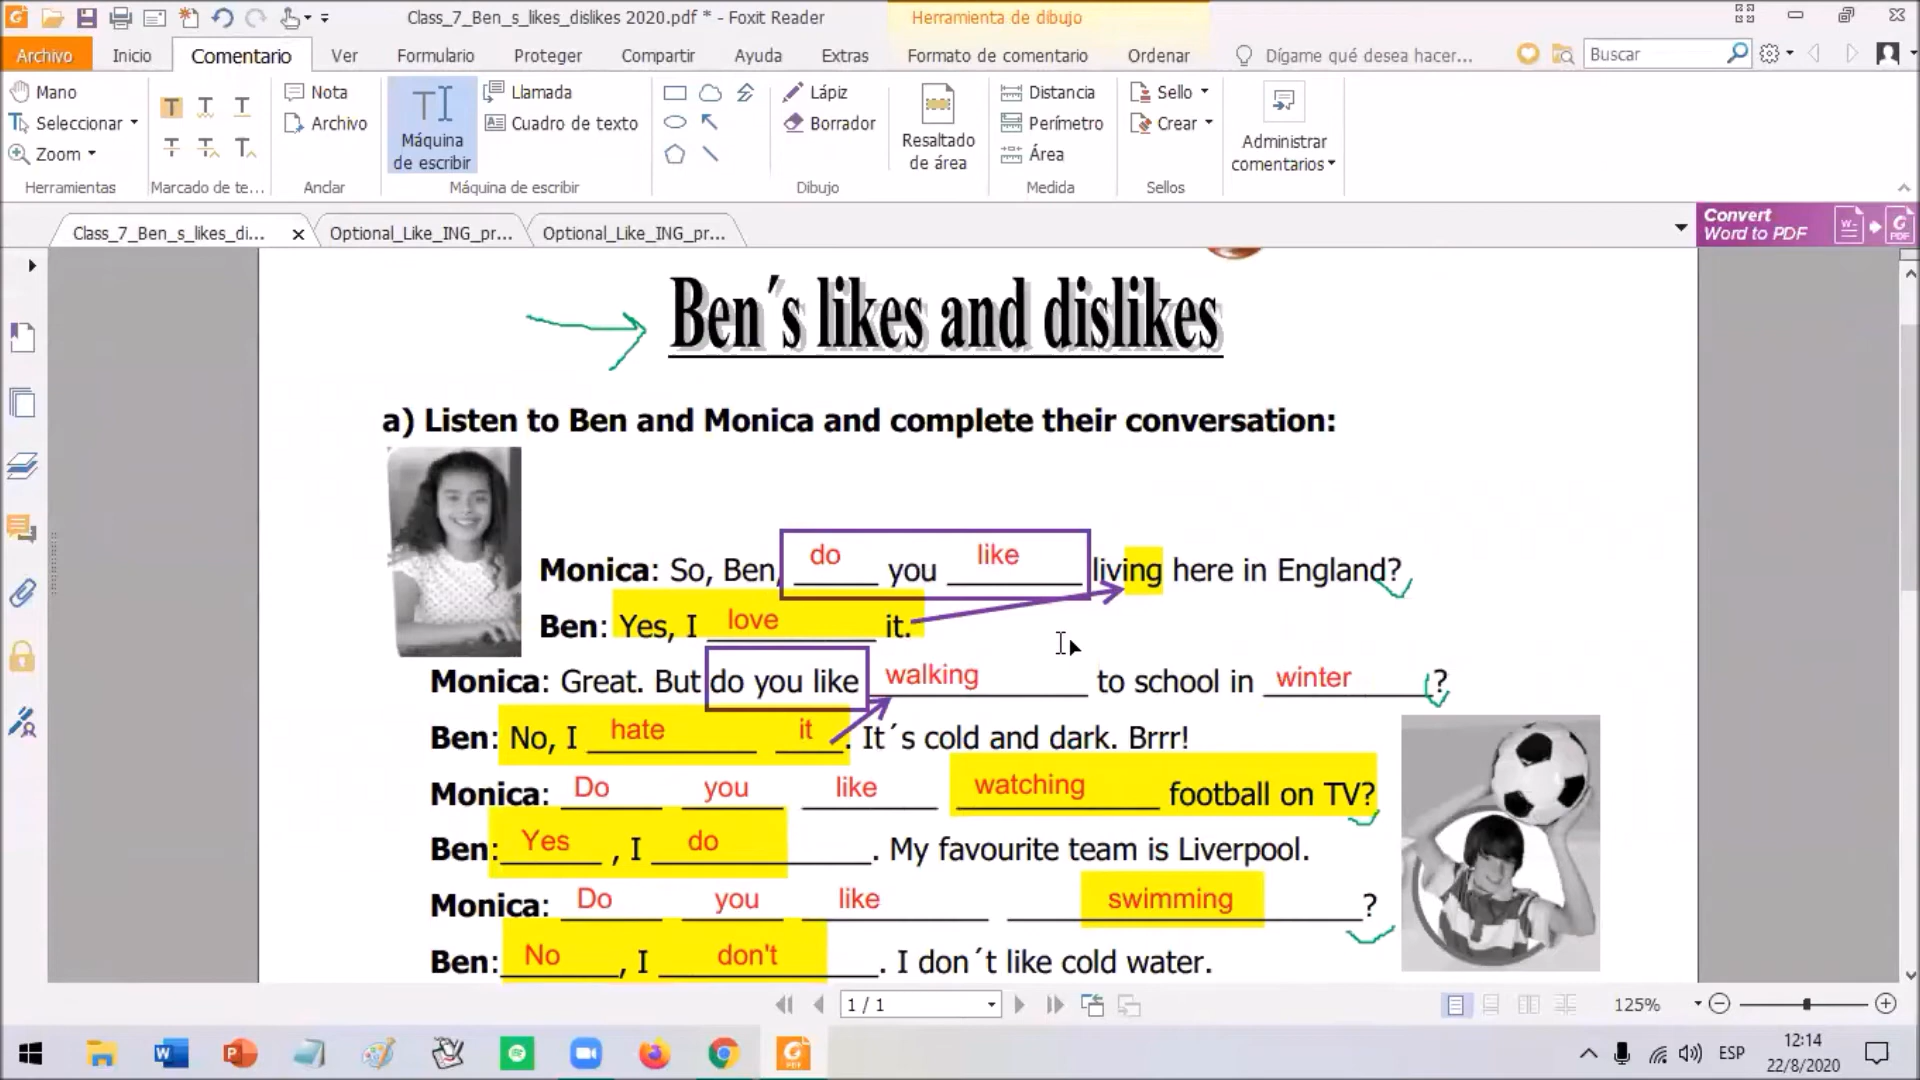 Class_7_Ben_s_likes_dislikes 2020.pdf * - Foxit Reader
Herramienta de dibujo
Archivo Inicio Comentario Ver Formulario Proteger Compartir Ayuda Extras Formato de comentario Ordenar Dígame qué desea hacer... Buscar
Mano
Seleccionar
Zoom
Herramientas
Marcado de te...
Nota
Archivo
Anclar
Máquina
de escribir
Llamada
Cuadro de texto
Máquina de escribir
Lápiz
Borrador
Dibujo
Resaltado
de área
Distancia
Perímetro
Área
Medida
Sello
Crear
Sellos
Administrar
comentarios
Class_7_Ben_s_likes_di... Optional_Like_ING_pr... Optional_Like_ING_pr...
Convert
Word to PDF
Ben´s likes and dislikes
a) Listen to Ben and Monica and complete their conversation:
Monica: So, Ben, do you like living here in England?
Ben: Yes, I love it.
Monica: Great. But do you like walking to school in winter ?
Ben: No, I hate it. It´s cold and dark. Brrr!
Monica: Do you like watching football on TV?
Ben: Yes , I do. My favourite team is Liverpool.
Monica: Do you like swimming ?
Ben: No, I don't. I don´t like cold water.
1 / 1
125%
ESP
12:14
22/8/2020